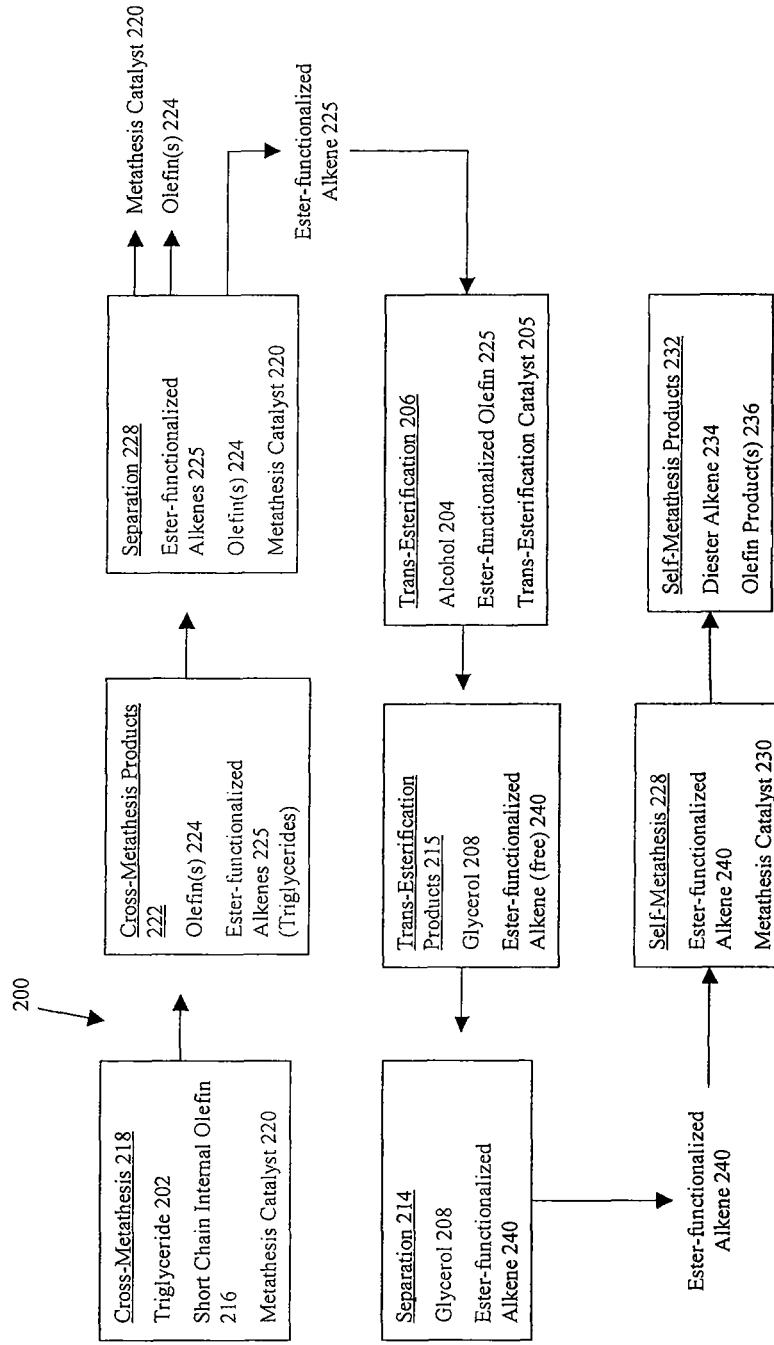 200
Cross-Metathesis 218
Triglyceride 202
Short Chain Internal Olefin
216
Metathesis Catalyst 220
Cross-Metathesis Products
222
Olefin(s) 224
Ester-functionalized
Alkenes 225
(Triglycerides)
Separation 228
Ester-functionalized
Alkenes 225
Olefin(s) 224
Metathesis Catalyst 220
Metathesis Catalyst 220
Olefin(s) 224
Ester-functionalized
Alkene 225
Trans-Esterification 206
Alcohol 204
Ester-functionalized Olefin 225
Trans-Esterification Catalyst 205
Trans-Esterification
Products 215
Glycerol 208
Ester-functionalized
Alkene (free) 240
Separation 214
Glycerol 208
Ester-functionalized
Alkene 240
Ester-functionalized
Alkene 240
Self-Metathesis 228
Ester-functionalized
Alkene 240
Metathesis Catalyst 230
Self-Metathesis Products 232
Diester Alkene 234
Olefin Product(s) 236